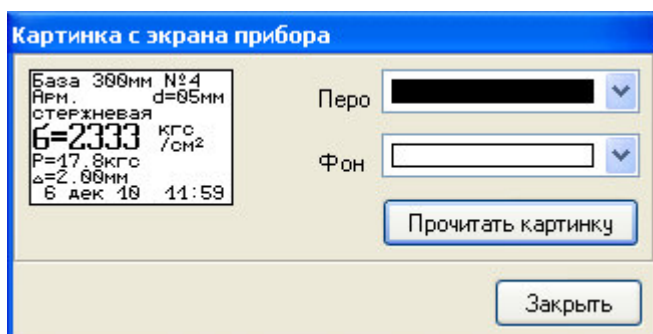 Картинка с экрана прибора
База 300мм №4
Арм. d=05мм
стержневая
б=2333 кгс/см²
P=17.8кгс
△=2.00мм
6 дек 10 11:59
Перо
Фон
Прочитать картинку
Закрыть